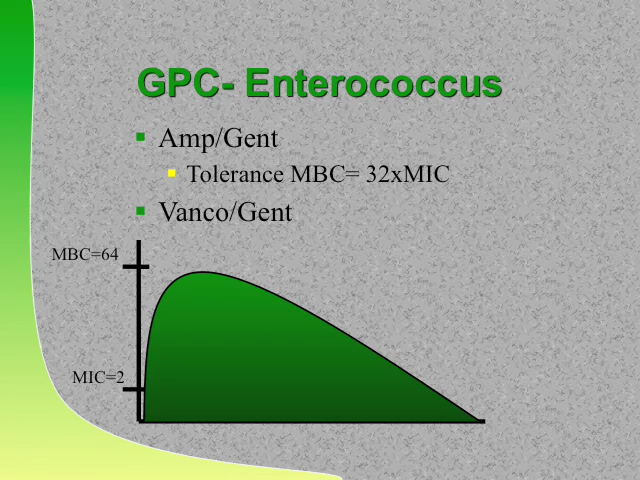 GPC- Enterococcus
Amp/Gent
Tolerance MBC= 32xMIC
Vanco/Gent
MBC=64
MIC=2